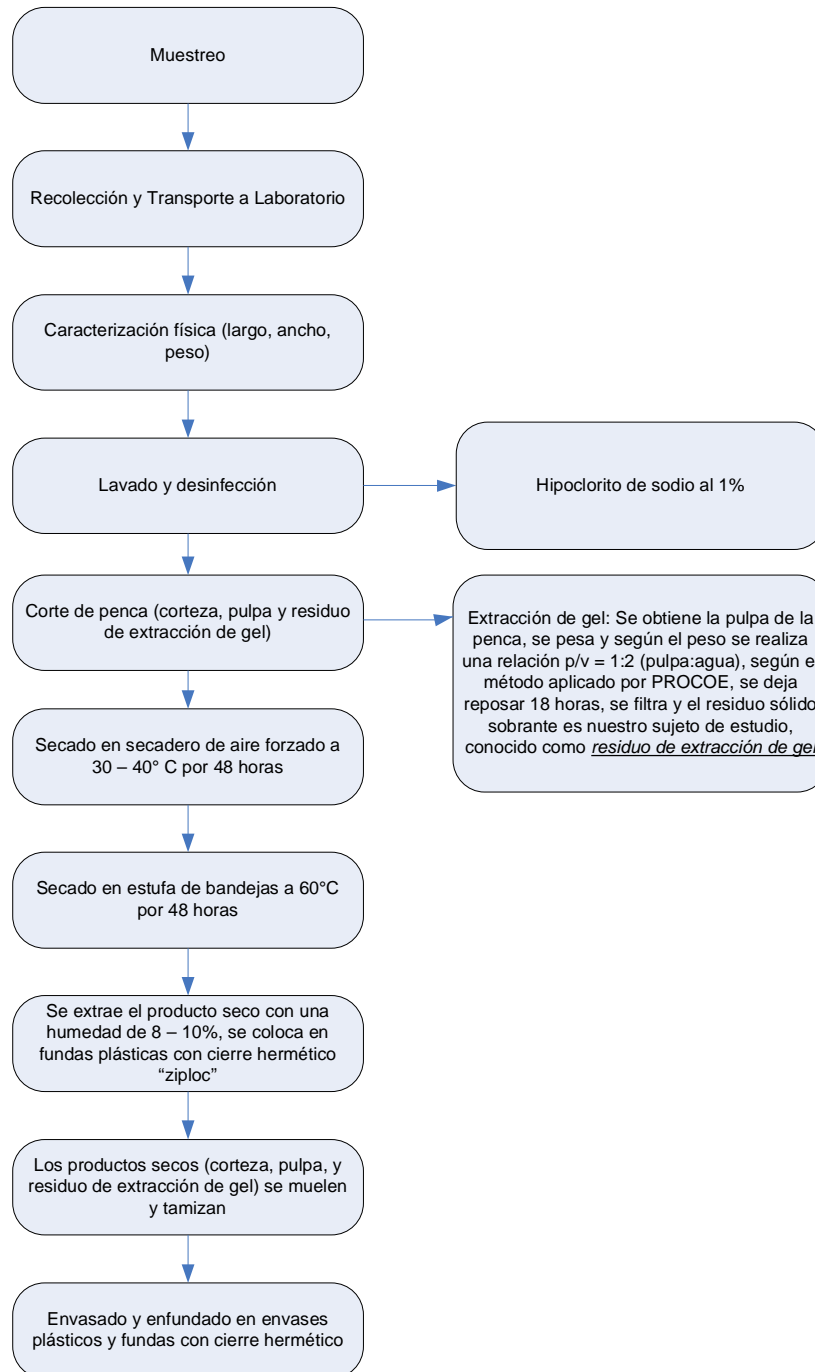 Muestreo
Recolección y Transporte a Laboratorio
Caracterización física (largo, ancho,
peso)
Lavado y desinfección
Hipoclorito de sodio al 1%
Corte de penca (corteza, pulpa y residuo
de extracción de gel)
Extracción de gel: Se obtiene la pulpa de la
penca, se pesa y según el peso se realiza
una relación p/v = 1:2 (pulpa:agua), según e
método aplicado por PROCOE, se deja
reposar 18 horas, se filtra y el residuo sólido
sobrante es nuestro sujeto de estudio,
conocido como residuo de extracción de gel
Secado en secadero de aire forzado a
30 – 40° C por 48 horas
Secado en estufa de bandejas a 60°C
por 48 horas
Se extrae el producto seco con una
humedad de 8 – 10%, se coloca en
fundas plásticas con cierre hermético
“ziploc”
Los productos secos (corteza, pulpa, y
residuo de extracción de gel) se muelen
y tamizan
Envasado y enfundado en envases
plásticos y fundas con cierre hermético